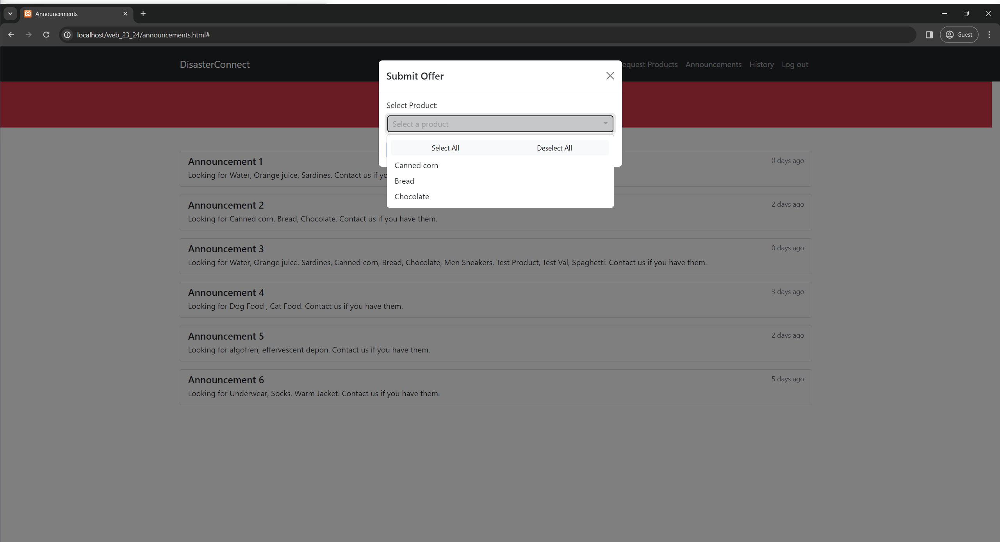 Announcements
localhost/web_23_24/announcements.html#
Guest
DisasterConnect
equest Products Announcements History Log out
Submit Offer
Select Product:
Select a product
Select All Deselect All
Canned corn
Bread
Chocolate
Announcement 1 0 days ago
Looking for Water, Orange juice, Sardines. Contact us if yo
Announcement 2 2 days ago
Looking for Canned corn, Bread, Chocolate. Contact us if you have them.
Announcement 3 0 days ago
Looking for Water, Orange juice, Sardines, Canned corn, Bread, Chocolate, Men Sneakers, Test Product, Test Val, Spaghetti. Contact us if you have them.
Announcement 4 3 days ago
Looking for Dog Food , Cat Food. Contact us if you have them.
Announcement 5 2 days ago
Looking for algofren, effervescent depon. Contact us if you have them.
Announcement 6 5 days ago
Looking for Underwear, Socks, Warm Jacket. Contact us if you have them.